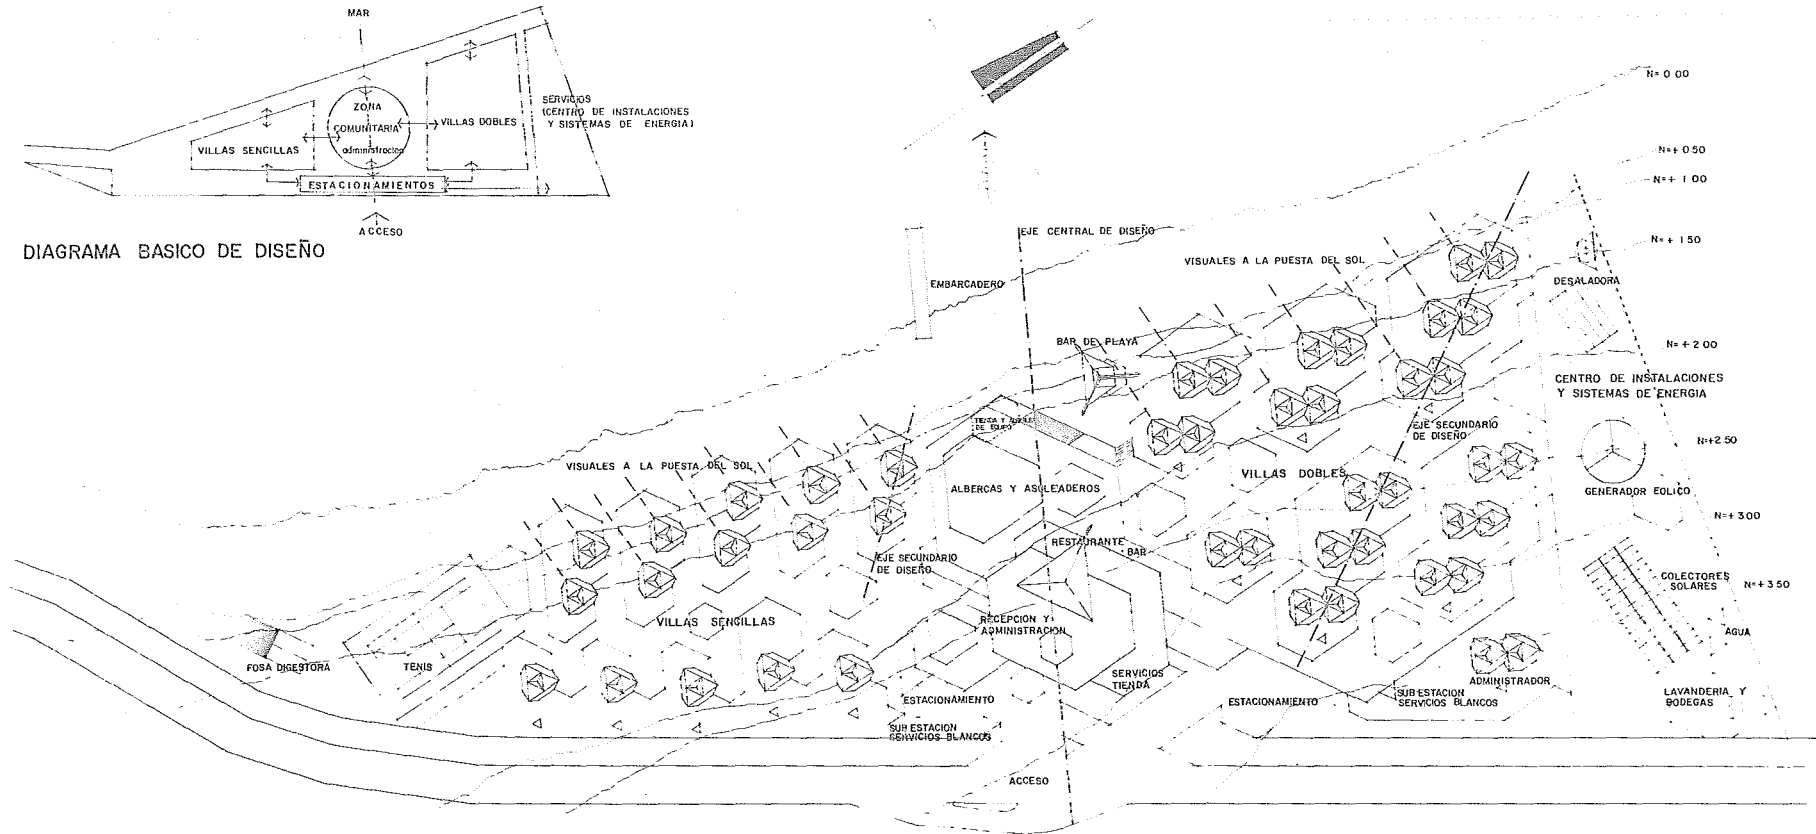 MAR
ZONA
COMUNITARIA
administracion
VILLAS SENCILLAS
VILLAS DOBLES
SERVICIOS
(CENTRO DE INSTALACIONES
Y SISTEMAS DE ENERGIA)
ESTACIONAMIENTOS
ACCESO
DIAGRAMA BASICO DE DISEÑO
N= 0 00
N=+ 0 50
N=+ 1 00
N=+ 1 50
N=+ 2 00
N=+2 50
N=+3 00
N=+3 50
EJE CENTRAL DE DISEÑO
EMBARCADERO
VISUALES A LA PUESTA DEL SOL
DESALADORA
BAR DE PLAYA
CENTRO DE INSTALACIONES
Y SISTEMAS DE ENERGIA
TIENDA Y
DE EQUIPO
EJE SECUNDARIO
DE DISEÑO
VISUALES A LA PUESTA DEL SOL
ALBERCAS Y ASOLEADEROS
VILLAS DOBLES
GENERADOR EOLICO
RESTAURANTE
BAR
EJE SECUNDARIO
DE DISEÑO
COLECTORES
SOLARES
VILLAS SENCILLAS
RECEPCION Y
ADMINISTRACION
AGUA
FOSA DIGESTORA
TENIS
SERVICIOS
TIENDA
ADMINISTRADOR
ESTACIONAMIENTO
SUB ESTACION
SERVICIOS BLANCOS
ESTACIONAMIENTO
SUB ESTACION
SERVICIOS BLANCOS
LAVANDERIA Y
BODEGAS
ACCESO